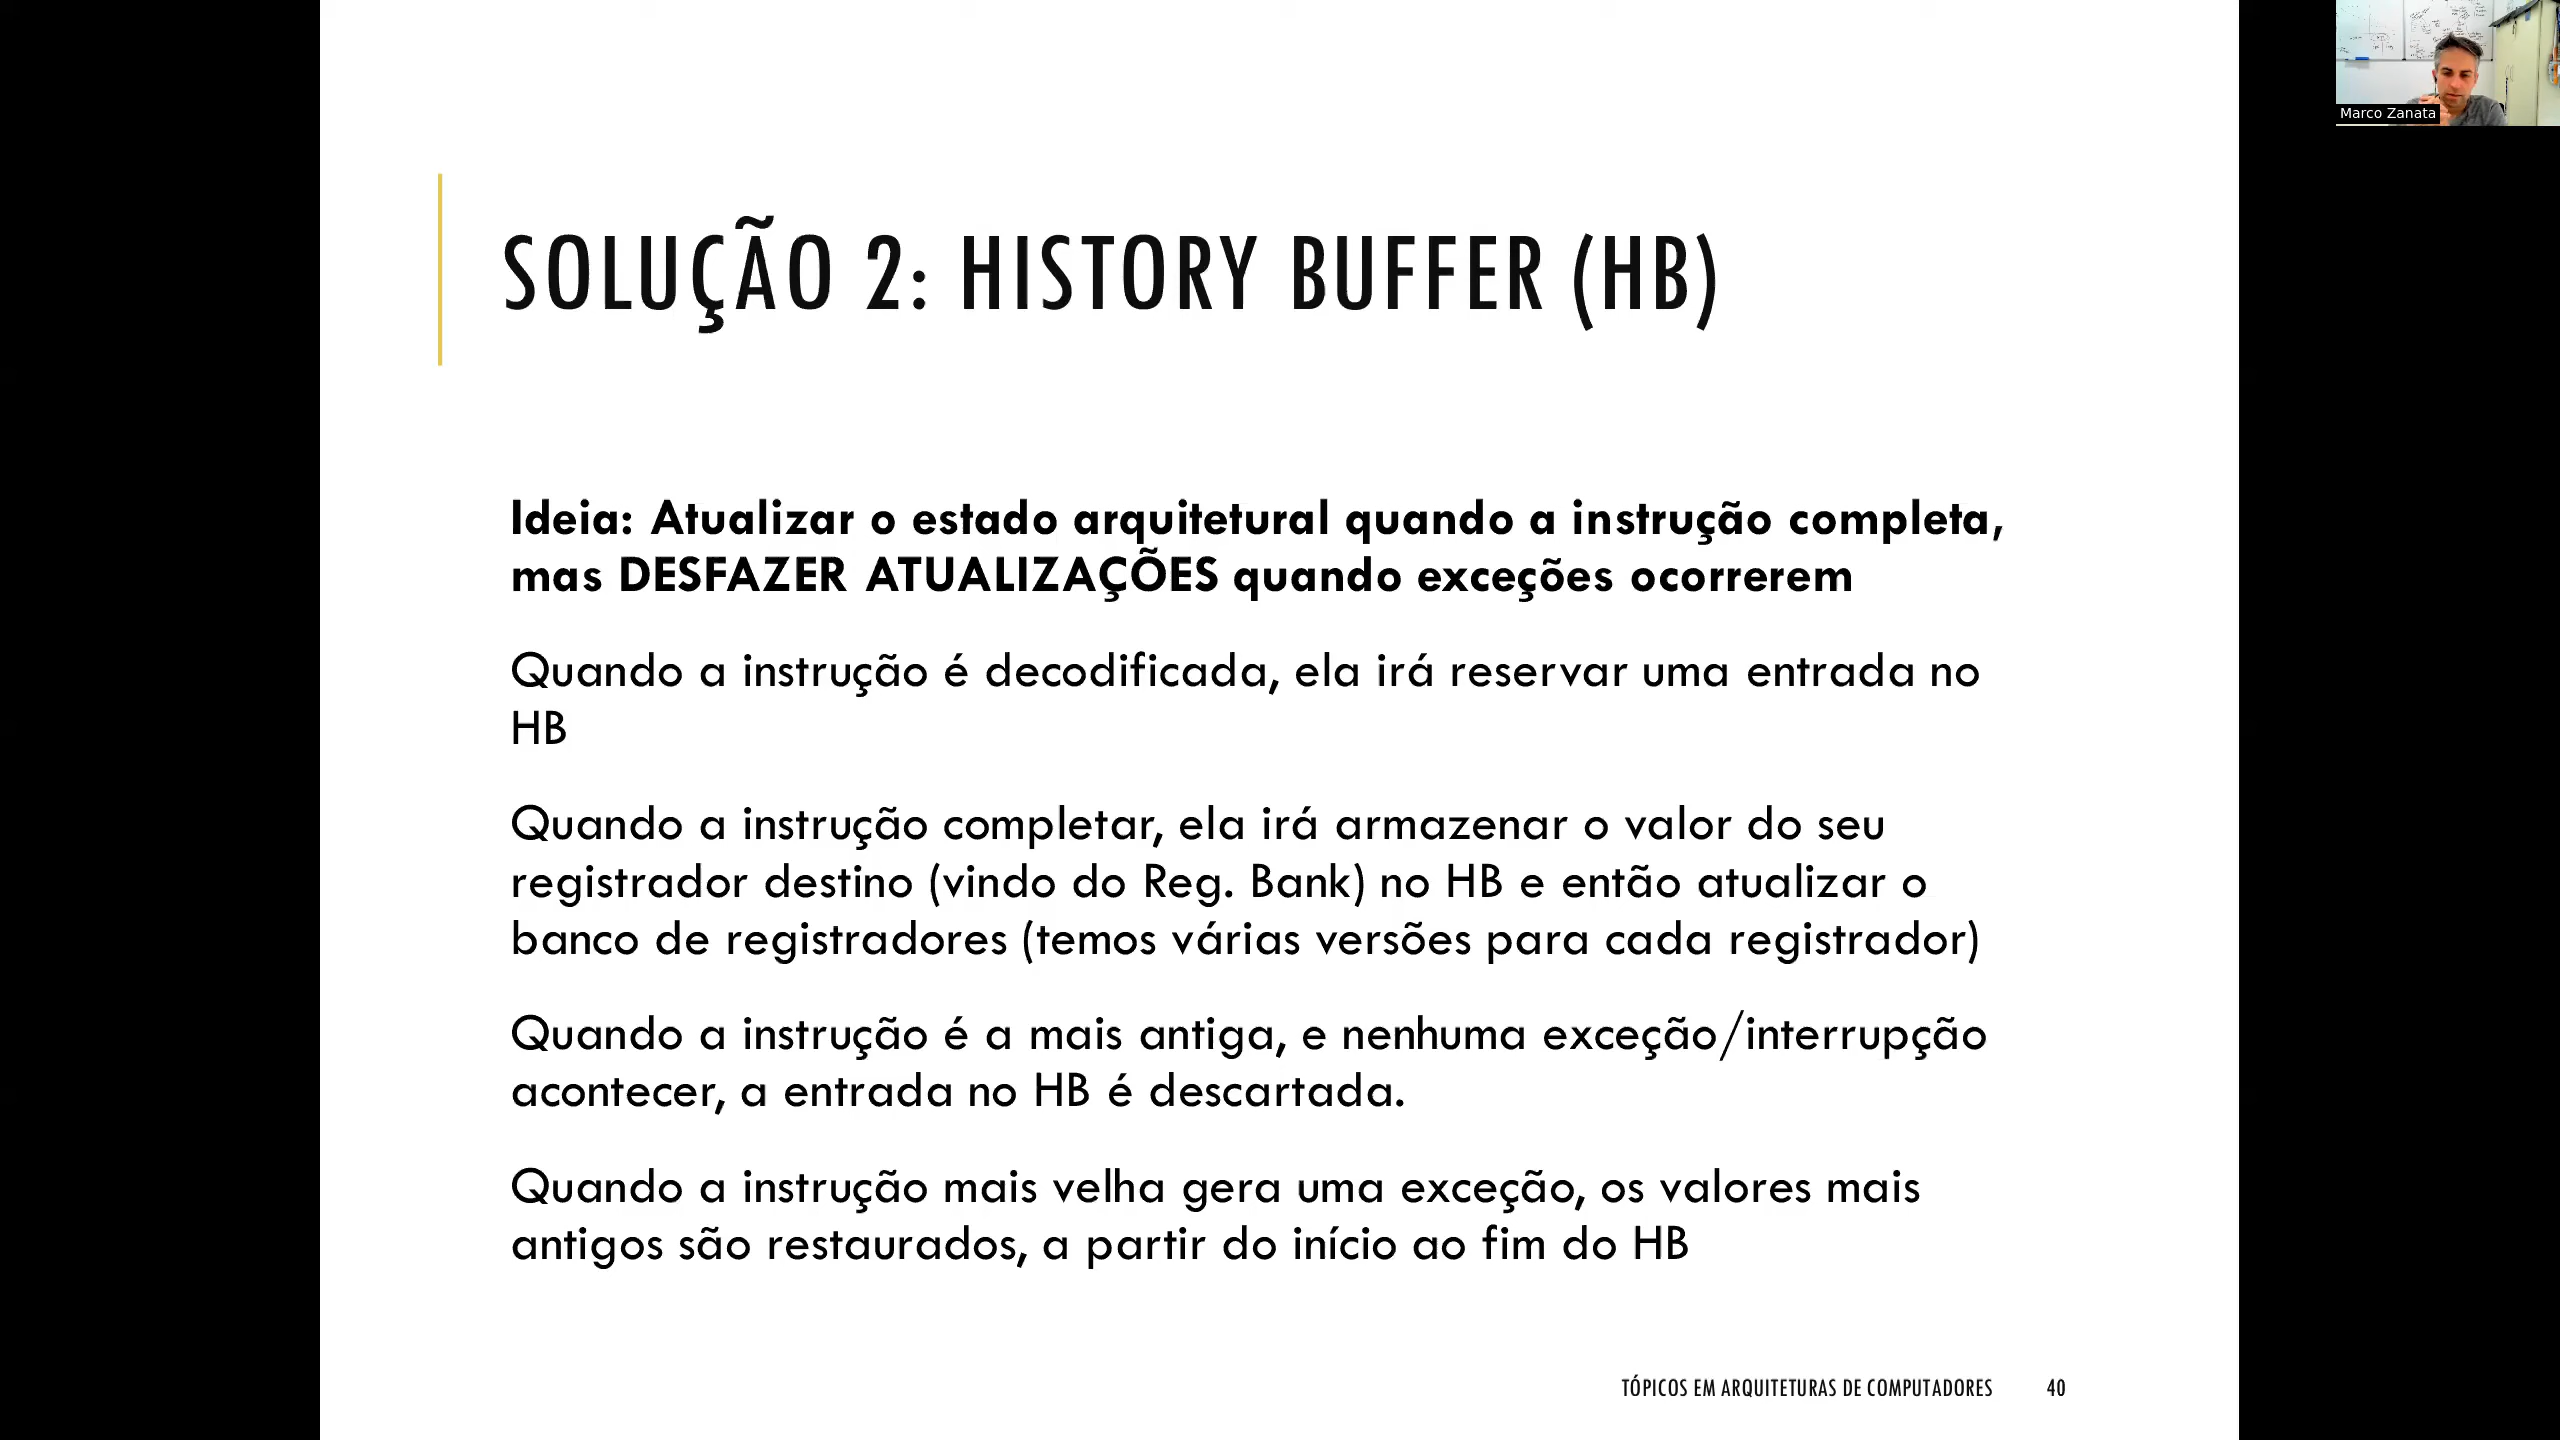 Marco Zanata
SOLUÇÃO 2: HISTORY BUFFER (HB)
Ideia: Atualizar o estado arquitetural quando a instrução completa,
mas DESFAZER ATUALIZAÇÕES quando exceções ocorrerem
Quando a instrução é decodificada, ela irá reservar uma entrada no
HB
Quando a instrução completar, ela irá armazenar o valor do seu
registrador destino (vindo do Reg. Bank) no HB e então atualizar o
banco de registradores (temos várias versões para cada registrador)
Quando a instrução é a mais antiga, e nenhuma exceção/interrupção
acontecer, a entrada no HB é descartada.
Quando a instrução mais velha gera uma exceção, os valores mais
antigos são restaurados, a partir do início ao fim do HB
TÓPICOS EM ARQUITETURAS DE COMPUTADORES 40